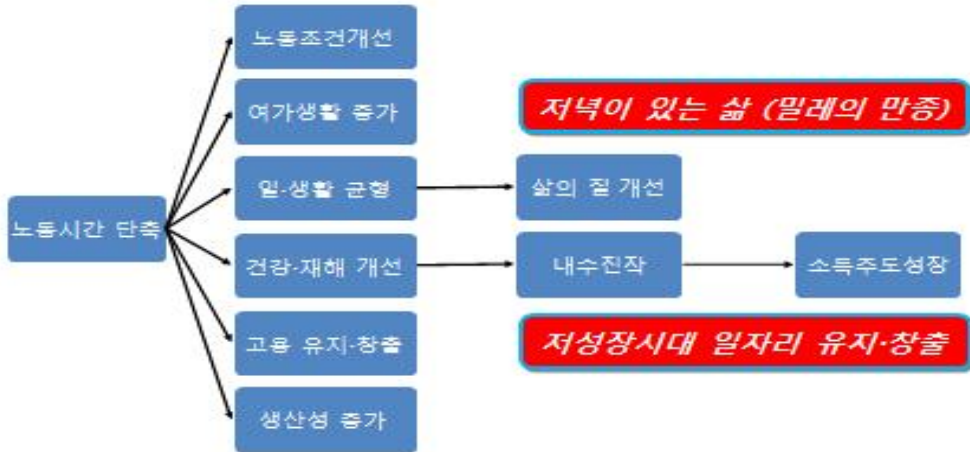 노동조건개선
여가생활 증가
저녁이 있는 삶 (밀레의 만종)
일·생활 균형
삶의 질 개선
노동시간 단축
건강·재해 개선
내수진작
소득주도성장
고용 유지·창출
저성장시대 일자리 유지·창출
생산성 증가